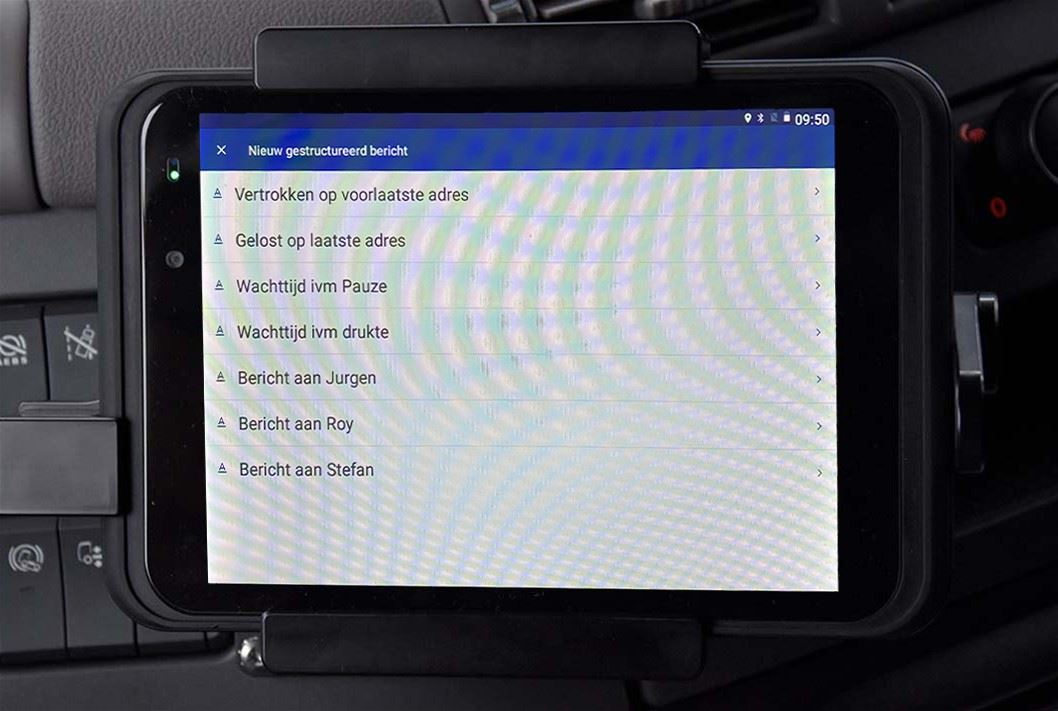 09:50
Nieuw gestructureerd bericht
Vertrokken op voorlaatste adres
Gelost op laatste adres
Wachttijd ivm Pauze
Wachttijd ivm drukte
Bericht aan Jurgen
Bericht aan Roy
Bericht aan Stefan